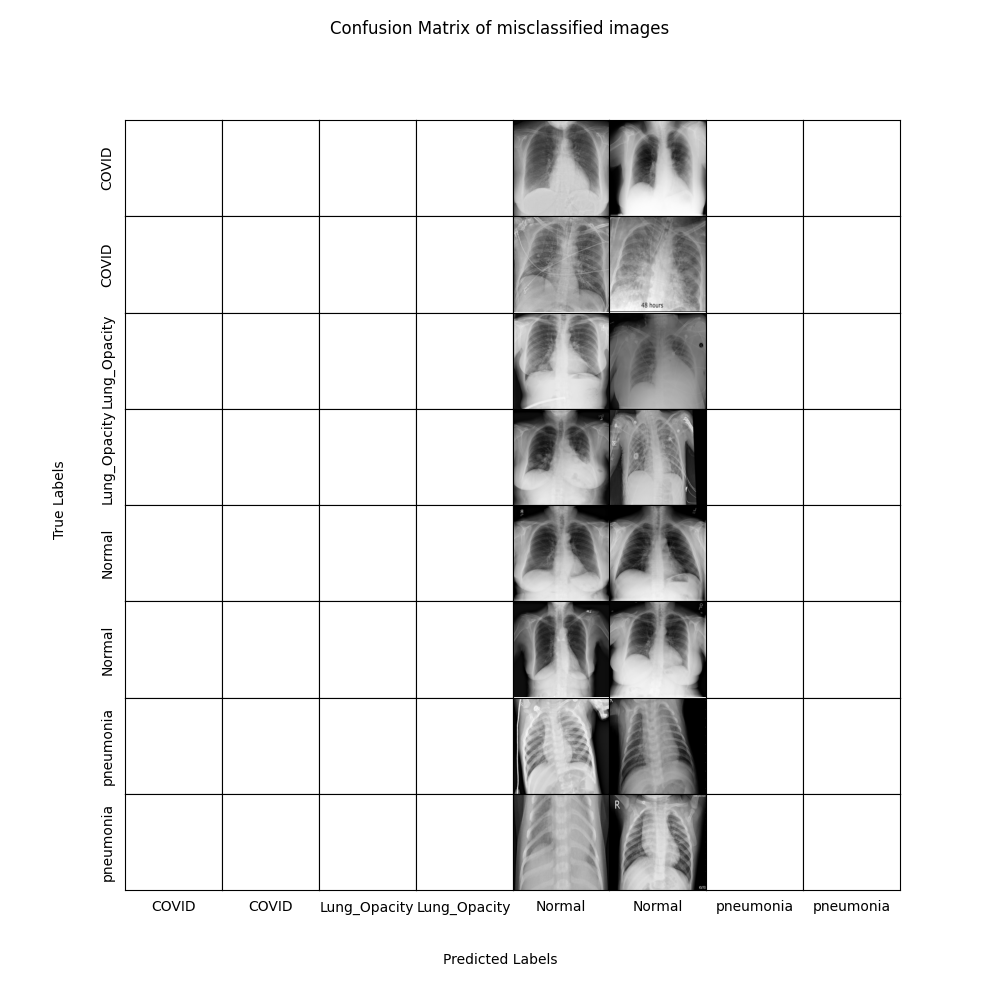 Confusion Matrix of misclassified images
True Labels
COVID
COVID
48 hours
Lung_Opacity
Lung_Opacity
Normal
Normal
pneumonia
pneumonia
R
COVID COVID Lung_Opacity Lung_Opacity Normal Normal pneumonia pneumonia
Predicted Labels